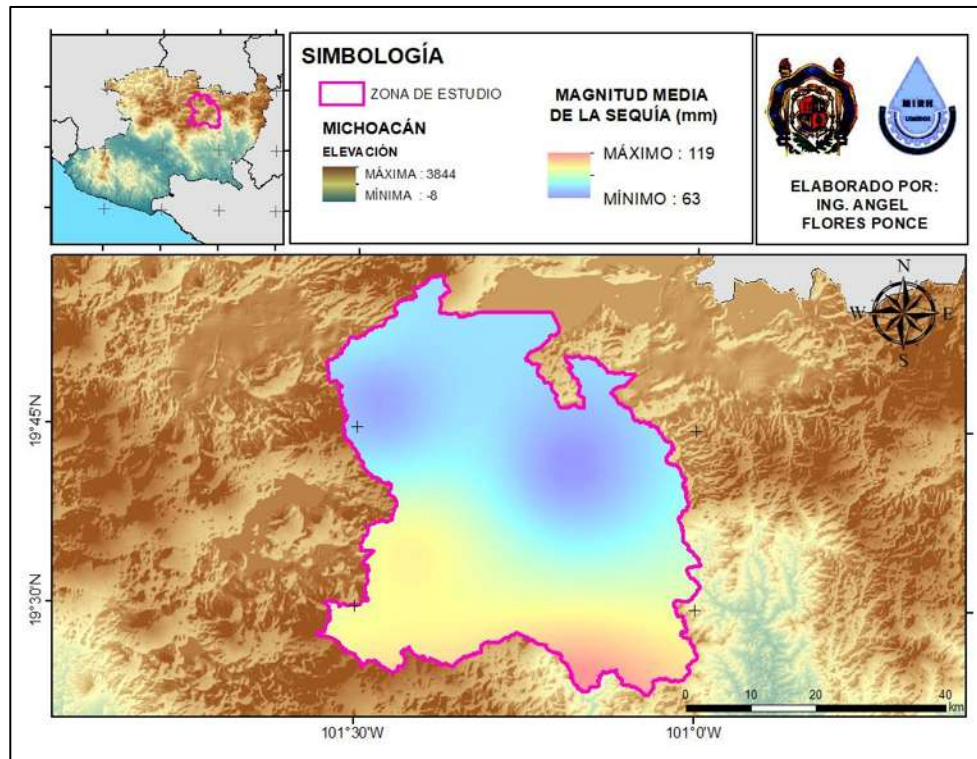 SIMBOLOGÍA
ZONA DE ESTUDIO
MICHOACÁN
ELEVACIÓN
MÁXIMA : 3844
MÍNIMA : -8
MAGNITUD MEDIA
DE LA SEQUÍA (mm)
MÁXIMO : 119
MÍNIMO : 63
MIRH
ELABORADO POR:
ING. ANGEL
FLORES PONCE
N
W
E
S
19°45'N
19°30'N
0
10
20
40
km
101°30'W
101°0'W